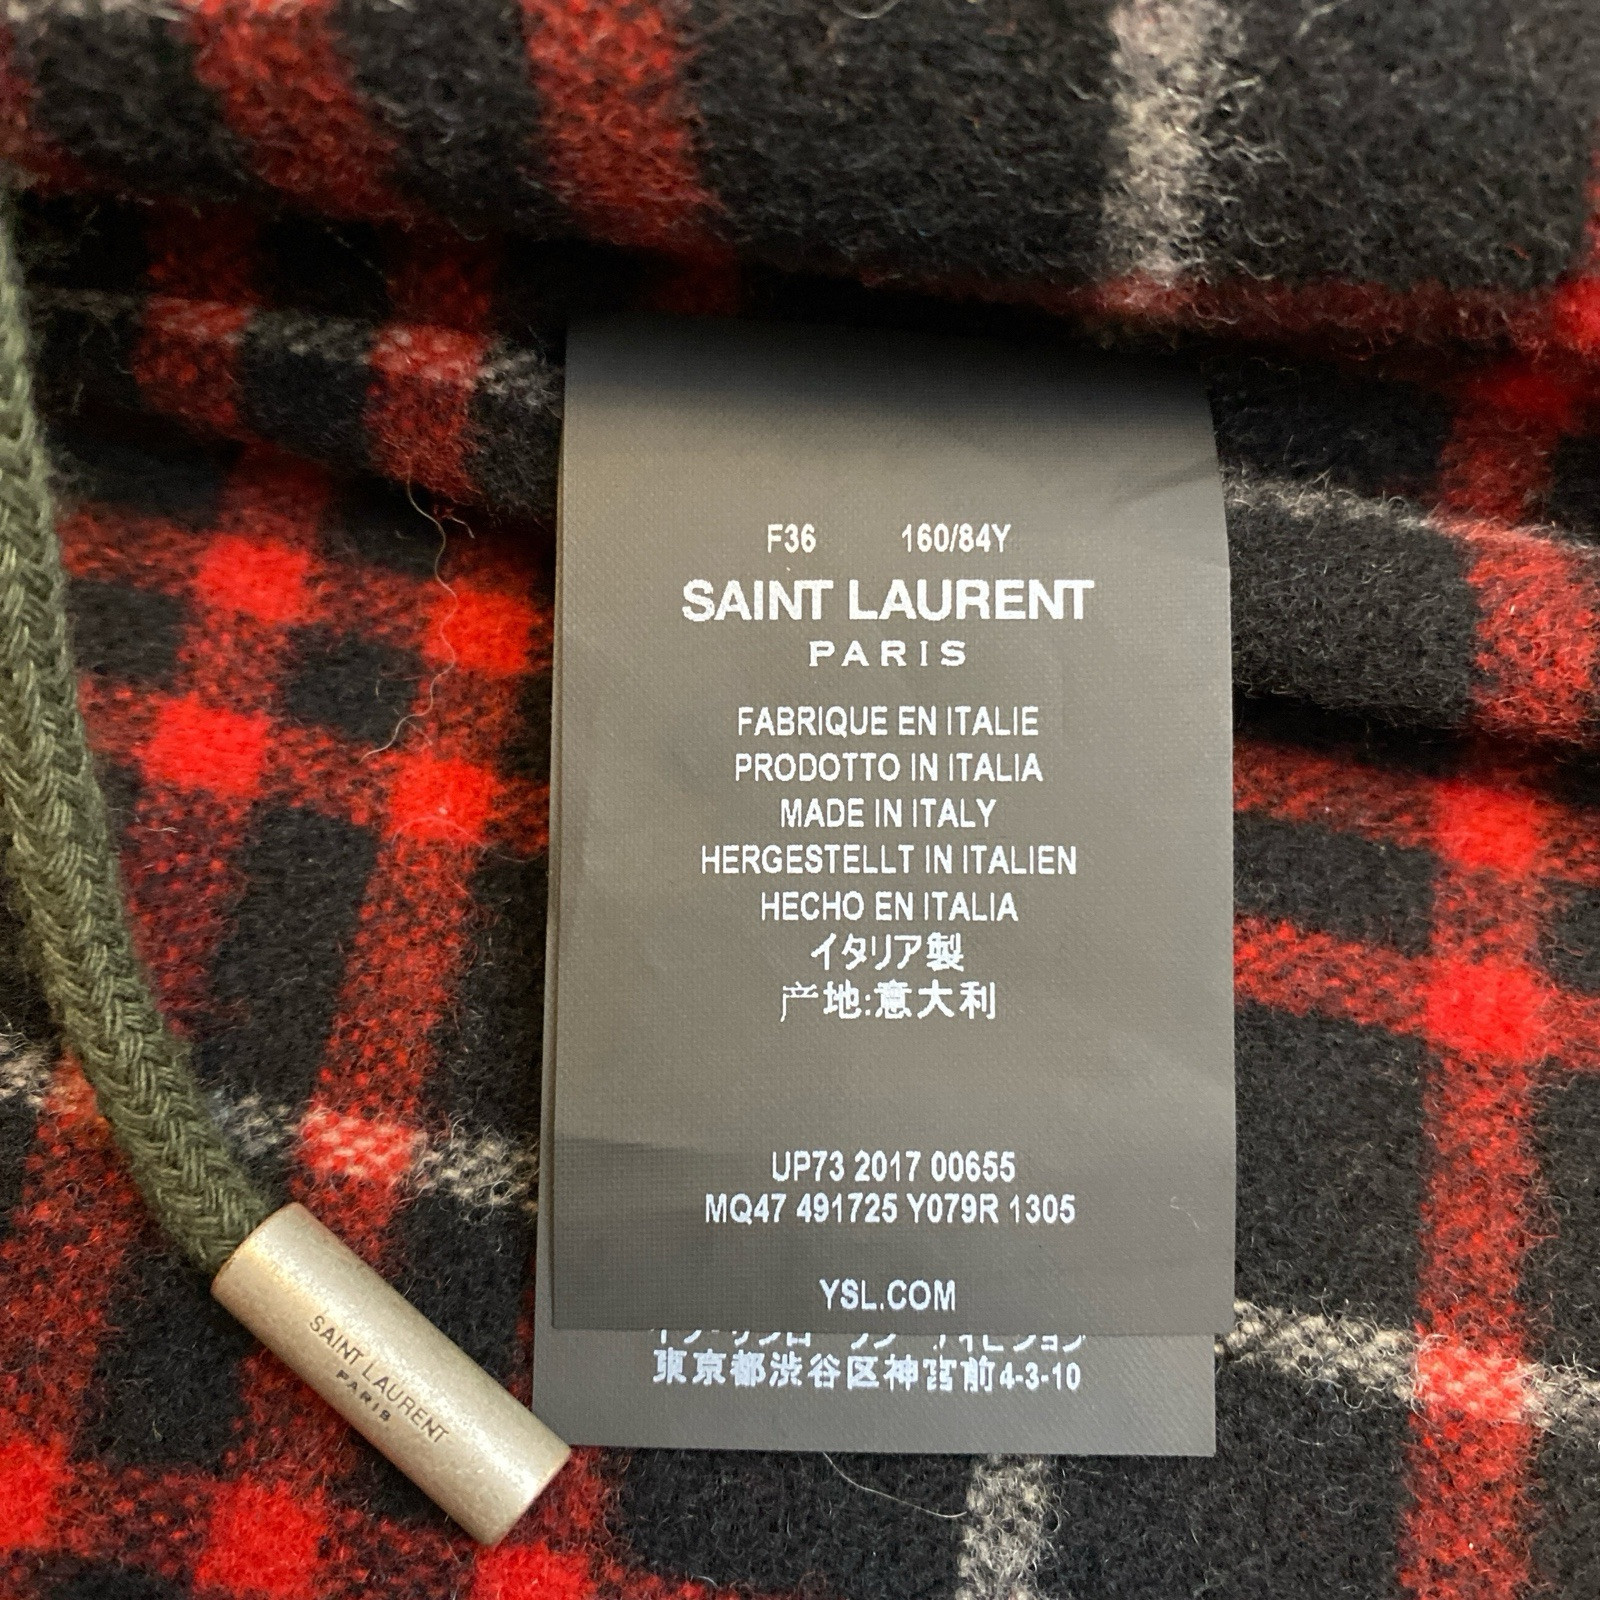 F36 160/84Y
SAINT LAURENT
PARIS
FABRIQUE EN ITALIE
PRODOTTO IN ITALIA
MADE IN ITALY
HERGESTELLT IN ITALIEN
HECHO EN ITALIA
イタリア製
产地:意大利
UP73 2017 00655
MQ47 491725 Y079R 1305
YSL.COM
東京都渋谷区神宮前4-3-10
SAINT LAURENT
PARIS